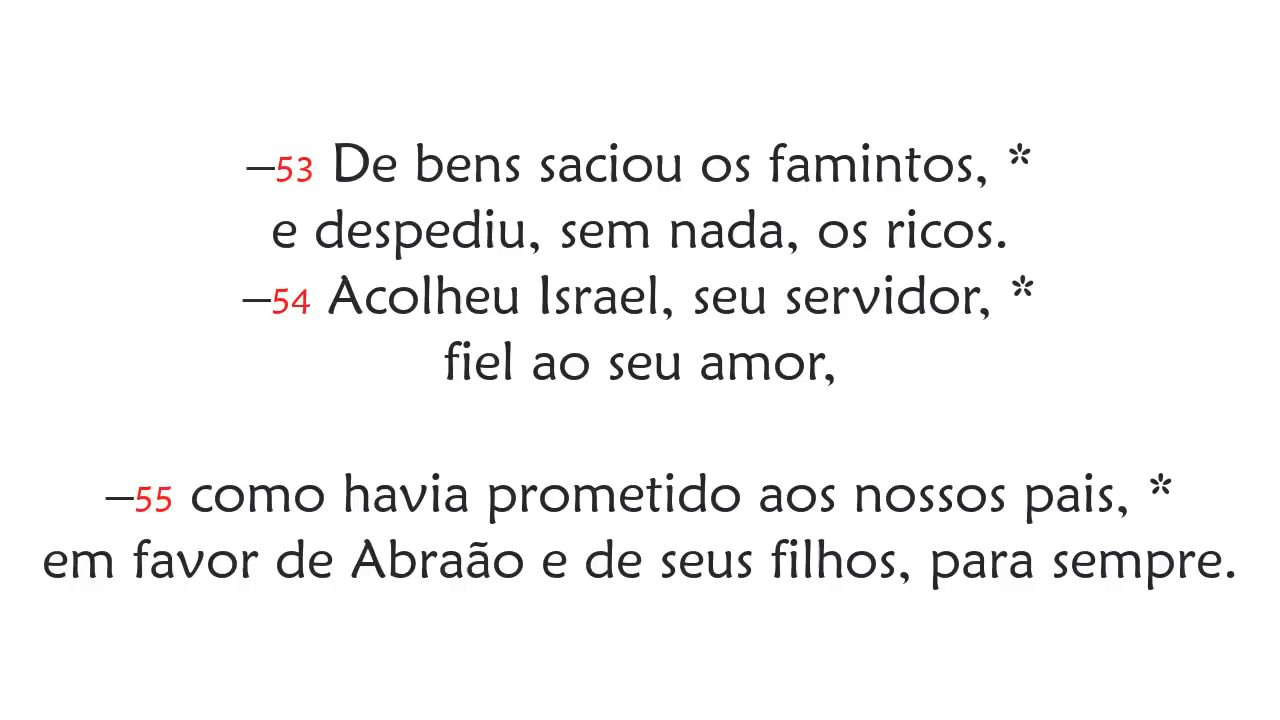 –53 De bens saciou os famintos, *
e despediu, sem nada, os ricos.
–54 Acolheu Israel, seu servidor, *
fiel ao seu amor,
–55 como havia prometido aos nossos pais, *
em favor de Abraão e de seus filhos, para sempre.